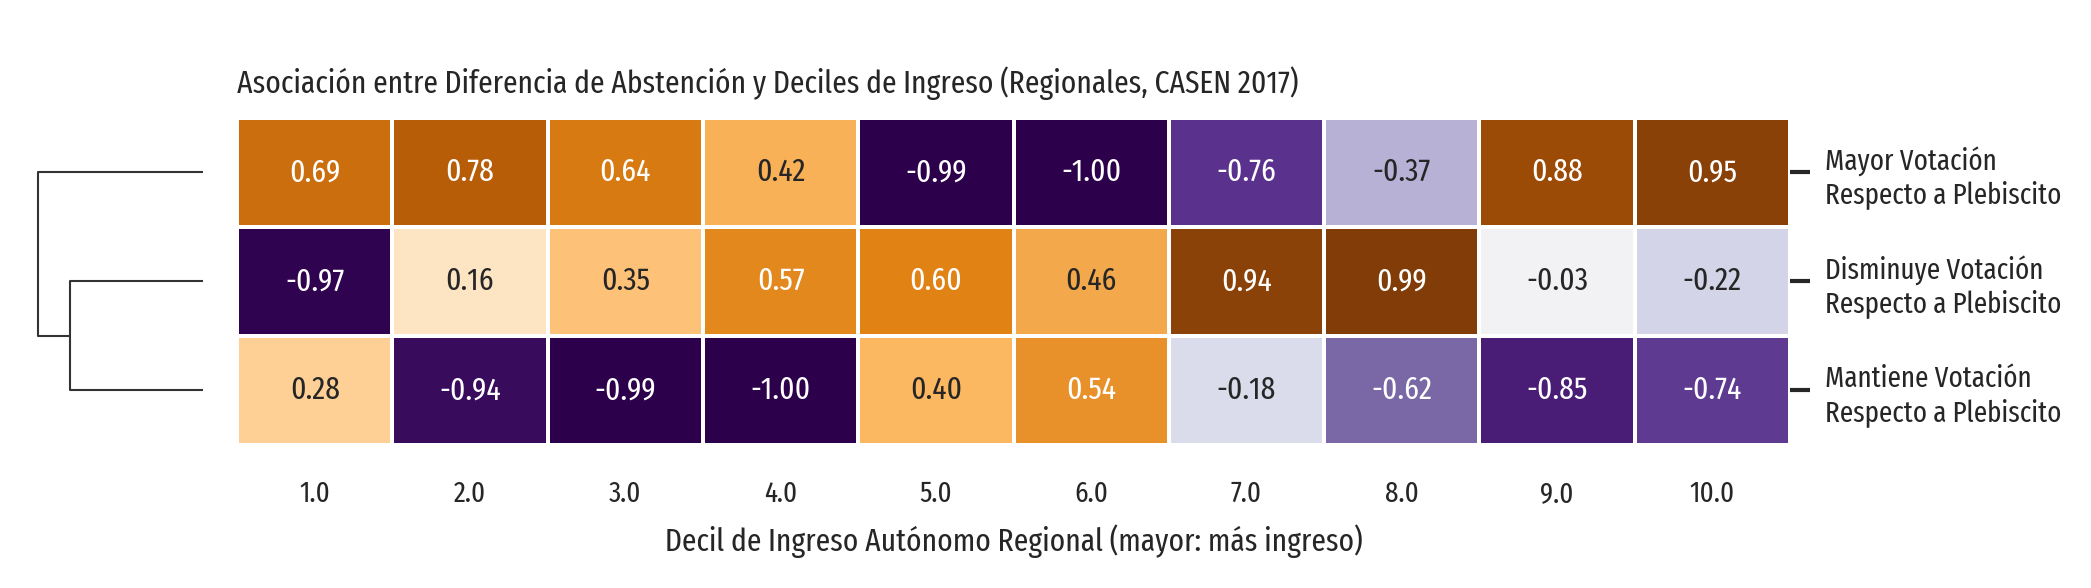 Asociación entre Diferencia de Abstención y Deciles de Ingreso (Regionales, CASEN 2017)
0.69 0.78 0.64 0.42 -0.99 -1.00 -0.76 -0.37 0.88 0.95
Mayor Votación
Respecto a Plebiscito
-0.97 0.16 0.35 0.57 0.60 0.46 0.94 0.99 -0.03 -0.22
Disminuye Votación
Respecto a Plebiscito
0.28 -0.94 -0.99 -1.00 0.40 0.54 -0.18 -0.62 -0.85 -0.74
Mantiene Votación
Respecto a Plebiscito
1.0 2.0 3.0 4.0 5.0 6.0 7.0 8.0 9.0 10.0
Decil de Ingreso Autónomo Regional (mayor: más ingreso)